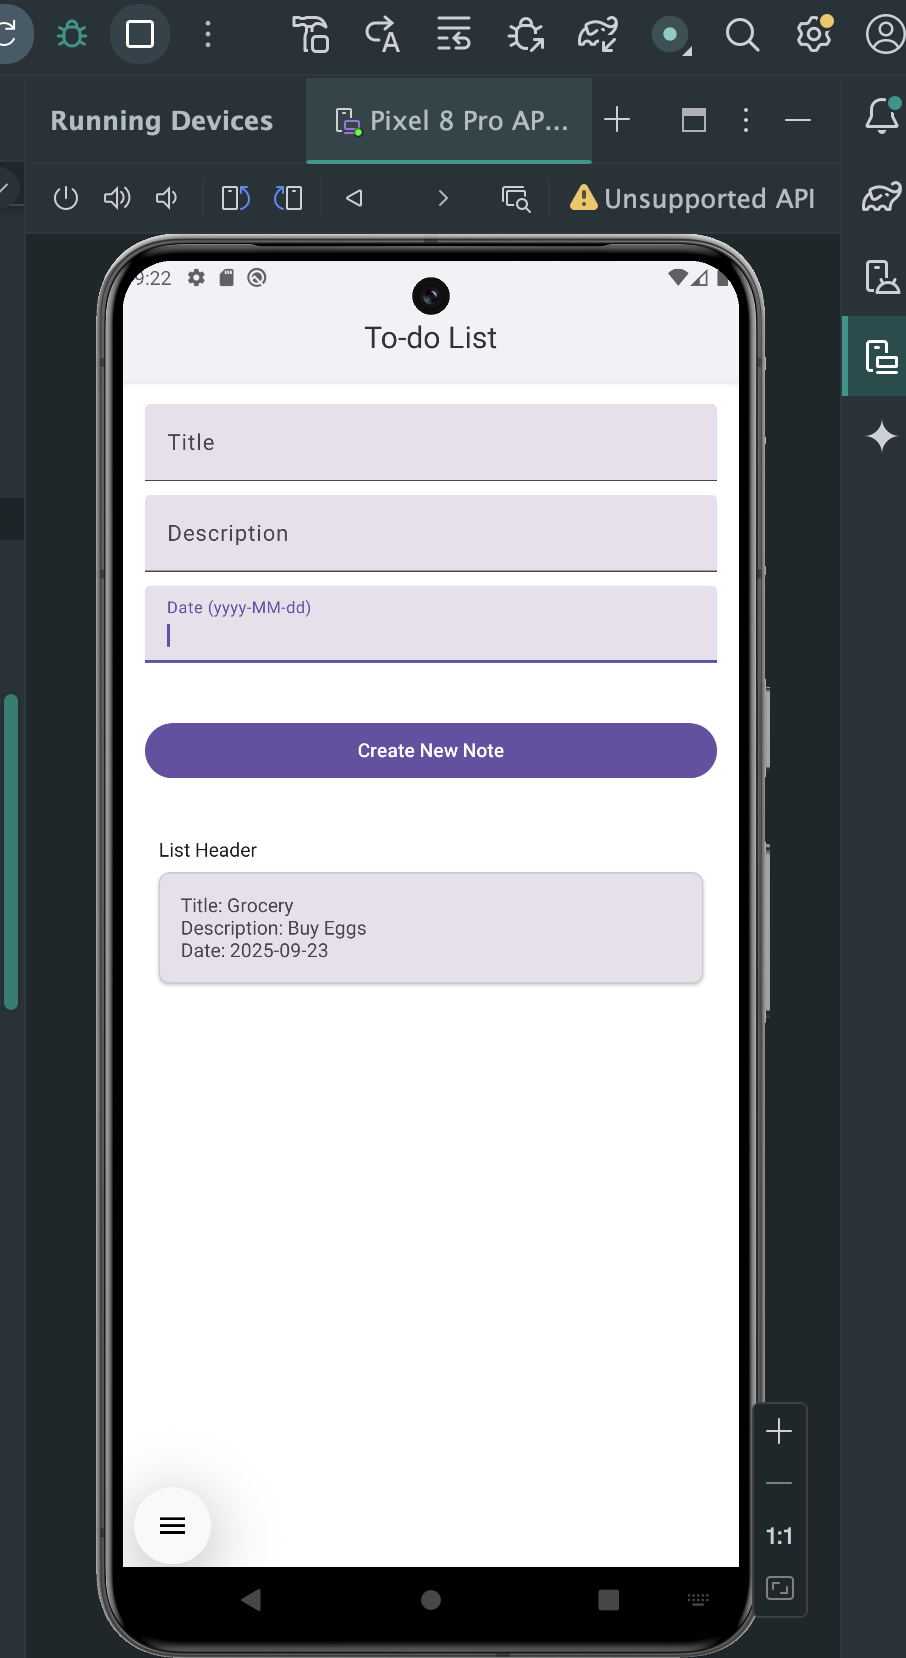 Running Devices
Pixel 8 Pro AP...
Unsupported API
9:22
To-do List
Title
Description
Date (yyyy-MM-dd)
Create New Note
List Header
Title: Grocery
Description: Buy Eggs
Date: 2025-09-23
1:1